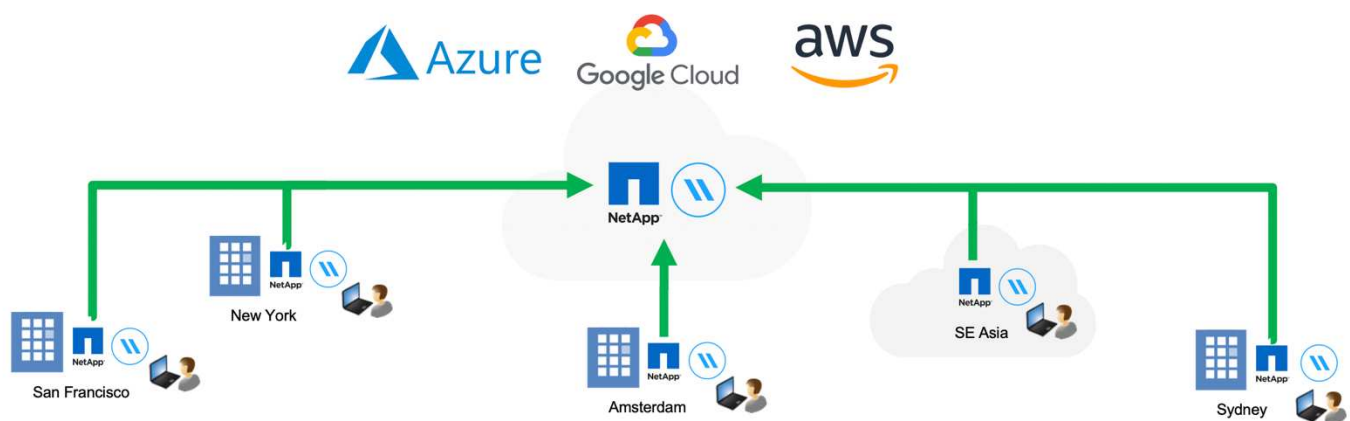 Azure
Google Cloud
aws
NetApp
NetApp
New York
NetApp
SE Asia
NetApp
San Francisco
NetApp
Amsterdam
NetApp
Sydney